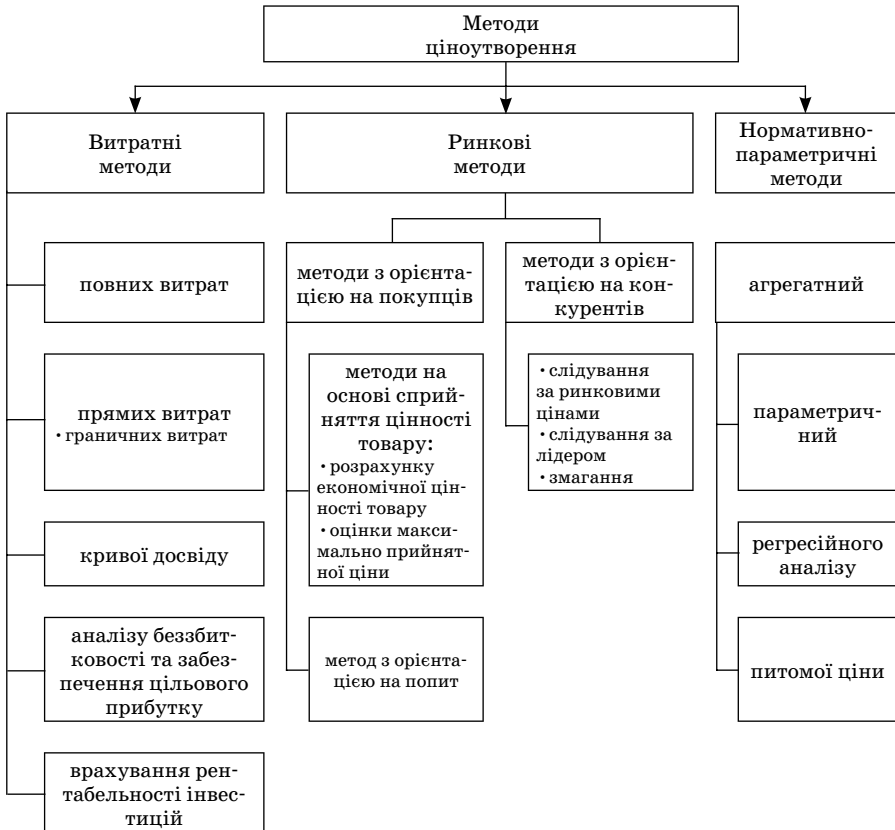 Методи
ціноутворення
Витратні
методи
Ринкові
методи
Нормативно-
параметричні
методи
повних витрат
прямих витрат
• граничних витрат
кривої досвіду
аналізу беззбит-
ковості та забез-
печення цільового
прибутку
врахування рен-
табельності інвес-
тицій
методи з орієнта-
цією на покупців
методи на
основі сприй-
няття цінності
товару:
• розрахунку
економічної цін-
ності товару
• оцінки макси-
мально прийнят-
ної ціни
метод з орієнта-
цією на попит
методи з орієн-
тацією на кон-
курентів
• слідування
за ринковими
цінами
• слідування за
лідером
• змагання
агрегатний
параметрич-
ний
регресійного
аналізу
питомої ціни